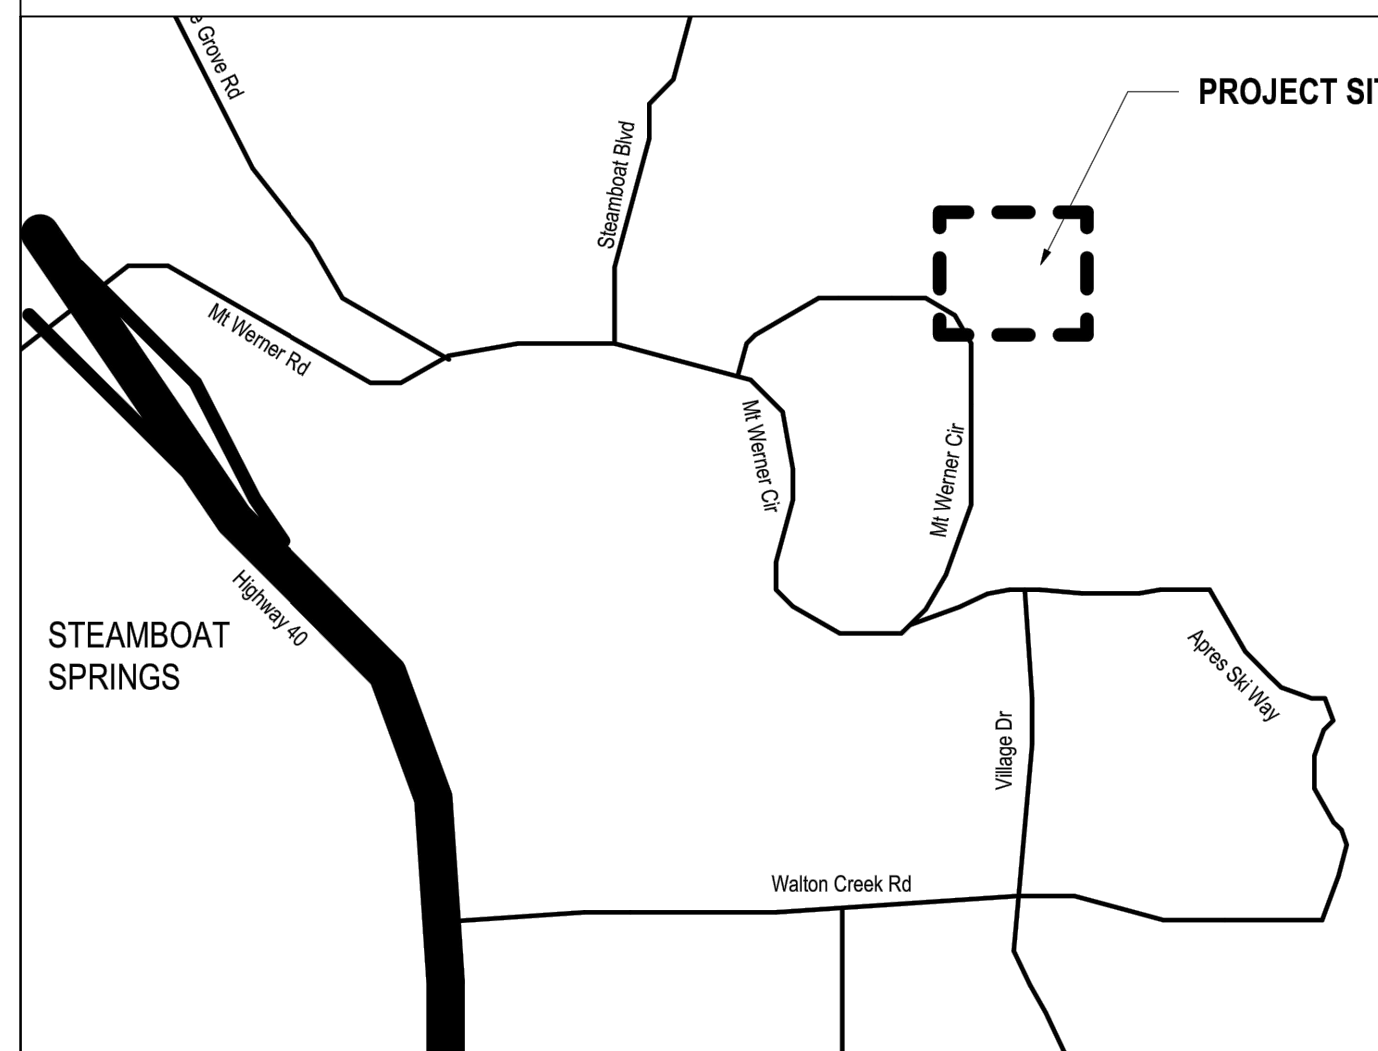 e Grove Rd
PROJECT SIT
Steamboat Blvd
Mt Werner Rd
Mt Werner Cir
Mt Werner Cir
Highway 40
STEAMBOAT
SPRINGS
Apres Ski Way
Village Dr
Walton Creek Rd